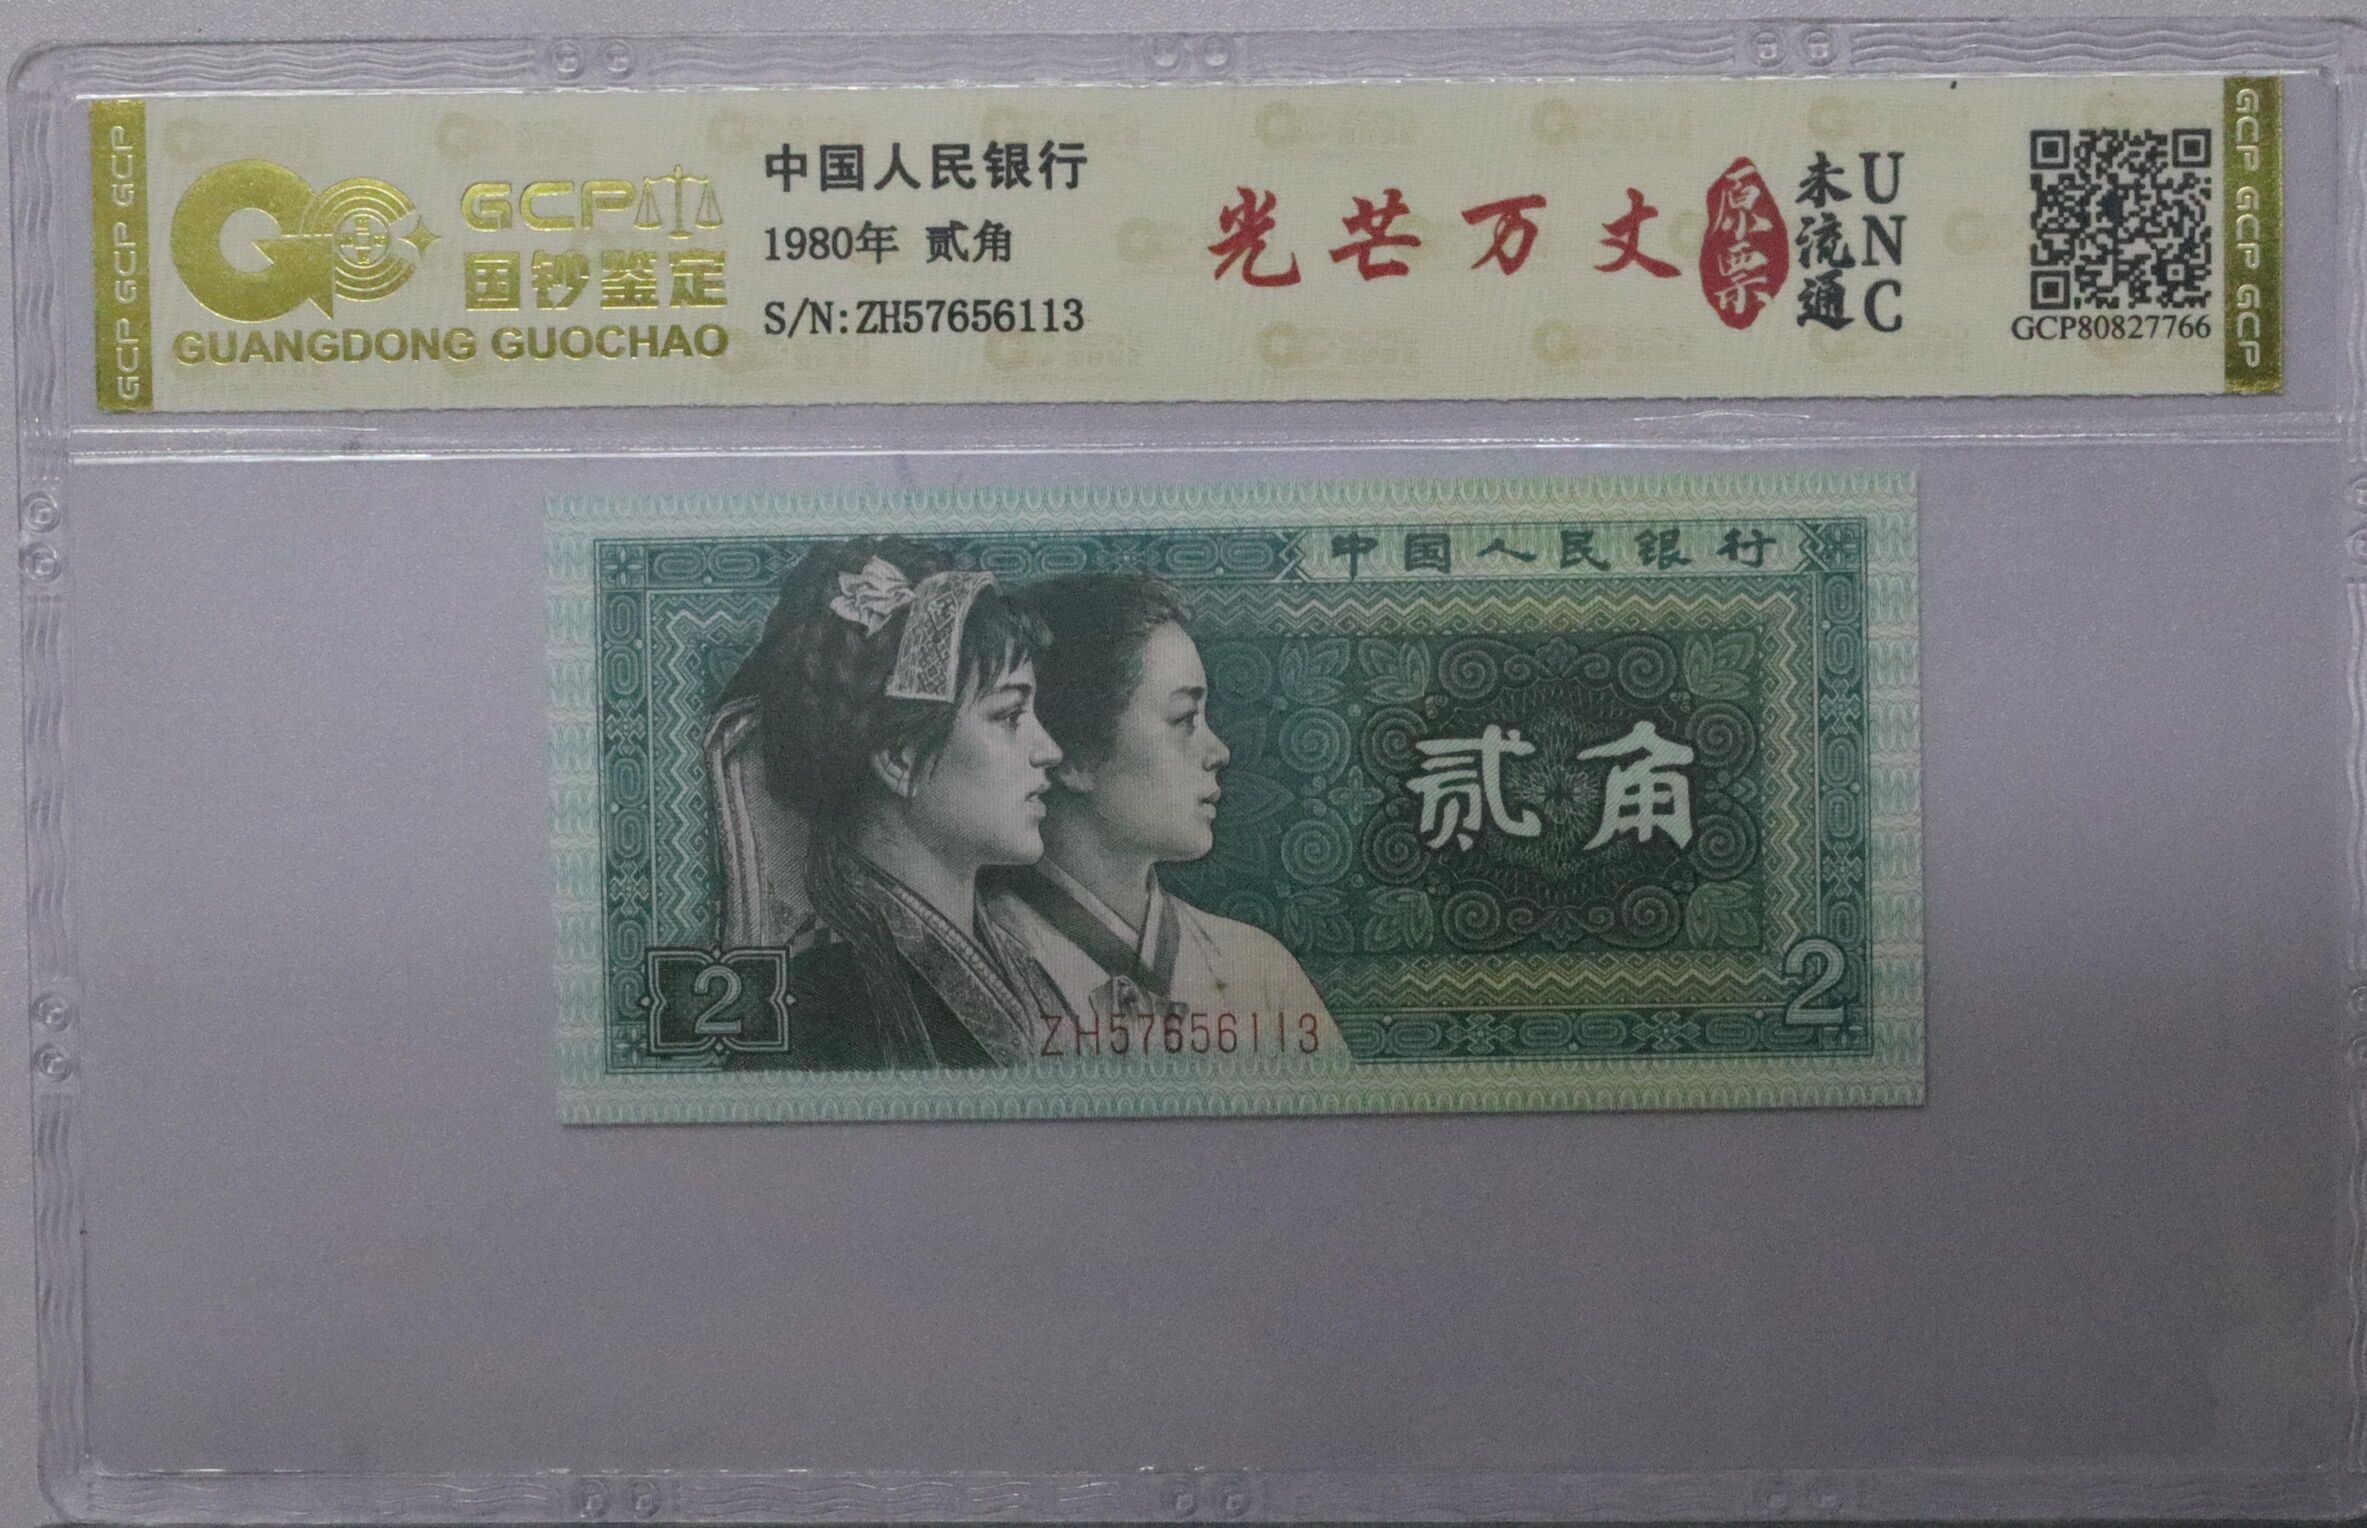 GCP GCP GCP
GCP
国钞鉴定
GUANGDONG GUOCHAO
中国人民银行
1980年 贰角
S/N:ZH57656113
光芒万丈
原票
未流通
UNC
GCP80827766
GCP GCP GCP
中国人民银行
贰角
2
2
ZH57656113